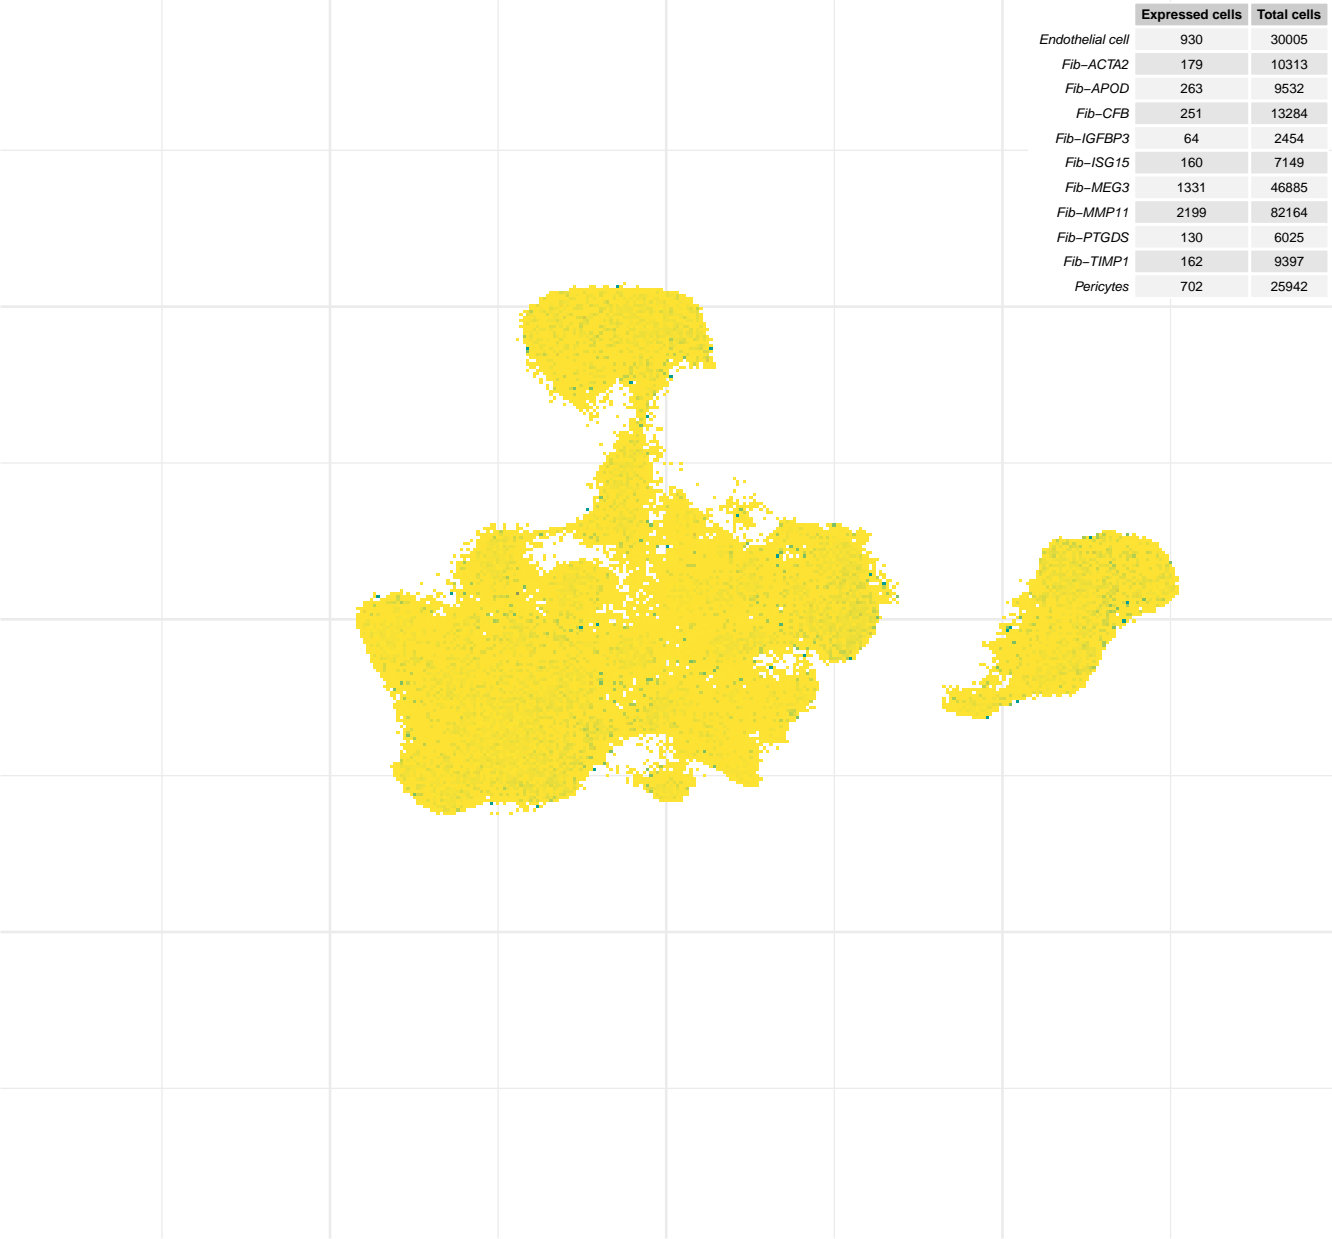 Expressed cells Total cells
Endothelial cell 930 30005
Fib−ACTA2 179 10313
Fib−APOD 263 9532
Fib−CFB 251 13284
Fib−IGFBP3 64 2454
Fib−ISG15 160 7149
Fib−MEG3 1331 46885
Fib−MMP11 2199 82164
Fib−PTGDS 130 6025
Fib−TIMP1 162 9397
Pericytes 702 25942